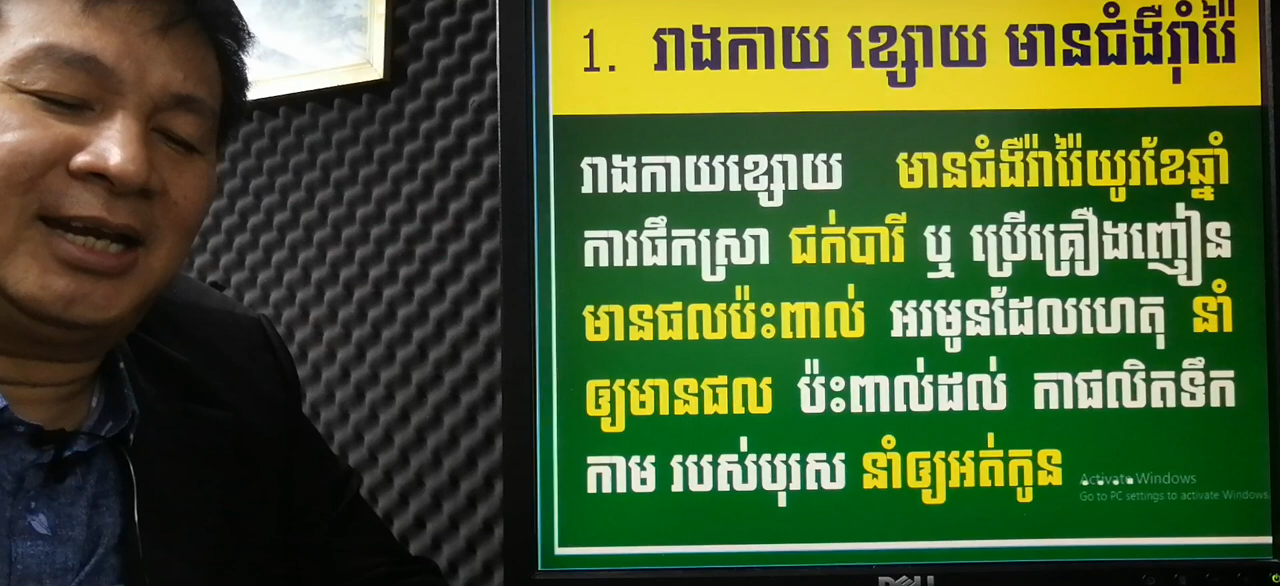 1. រាងកាយ ខ្សោយ មានជំងឺរ៉ាំរ៉ៃ
រាងកាយខ្សោយ មានជំងឺរ៉ារ៉ៃយូរខែឆ្នាំ
ការផឹកស្រា ជក់បារី ឬ ប្រើគ្រឿងញៀន
មានផលប៉ះពាល់ អរមូនដែលហេតុ នាំ
ឲ្យមានផល ប៉ះពាល់ដល់ កាផលិតទឹក
កាម របស់បុរស នាំឲ្យអត់កូន
Activate Windows
Go to PC settings to activate Windows
DELL